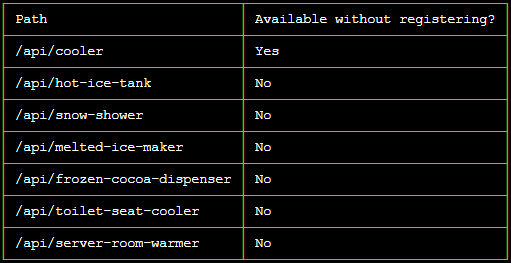 Path Available without registering?
/api/cooler Yes
/api/hot-ice-tank No
/api/snow-shower No
/api/melted-ice-maker No
/api/frozen-cocoa-dispenser No
/api/toilet-seat-cooler No
/api/server-room-warmer No